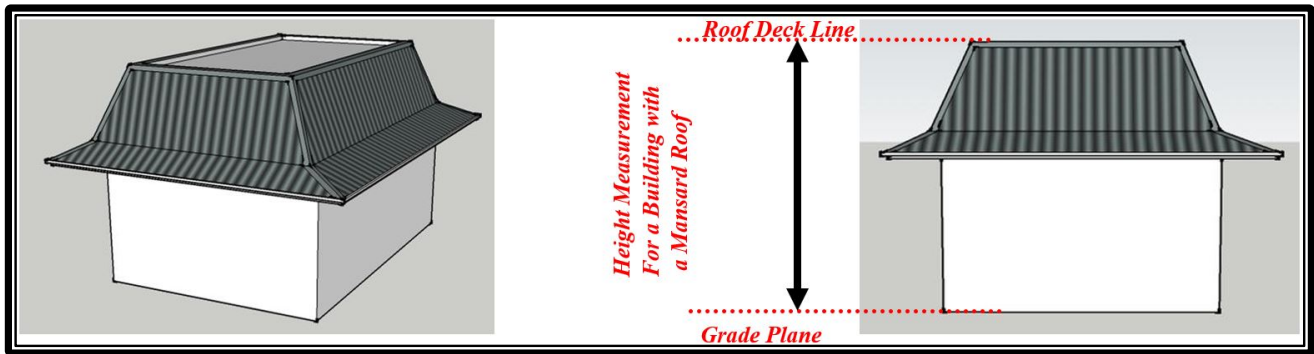 Roof Deck Line
Height Measurement
For a Building with
a Mansard Roof
Grade Plane